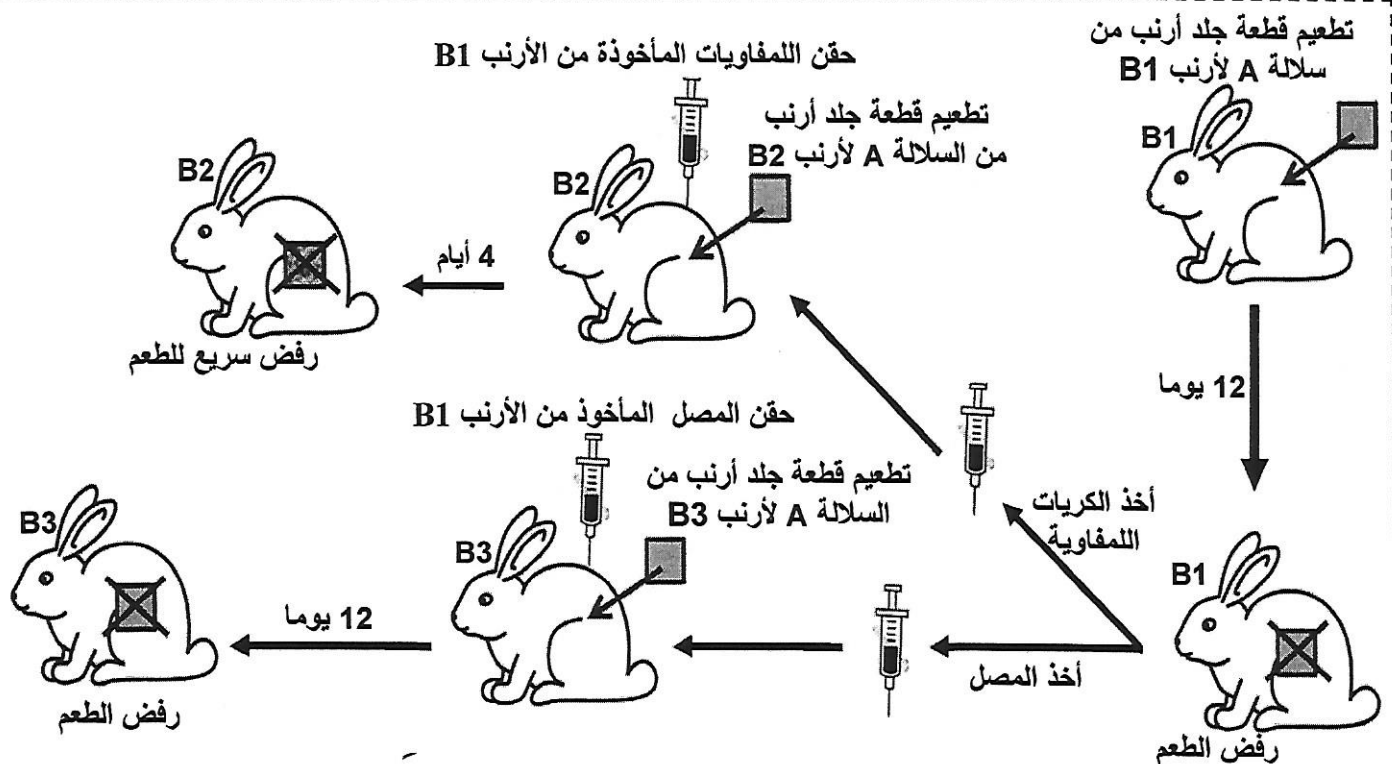 تطعيم قطعة جلد أرنب من
سلالة A لأرنب B1
B1
12 يوما
B1
رفض الطعم
أخذ الكريات
اللمفاوية
أخذ المصل
حقن اللمفاويات المأخوذة من الأرنب B1
تطعيم قطعة جلد أرنب
من السلالة A لأرنب B2
B2
4 أيام
B2
رفض سريع للطعم
حقن المصل المأخوذ من الأرنب B1
تطعيم قطعة جلد أرنب من
السلالة A لأرنب B3
B3
12 يوما
B3
رفض الطعم